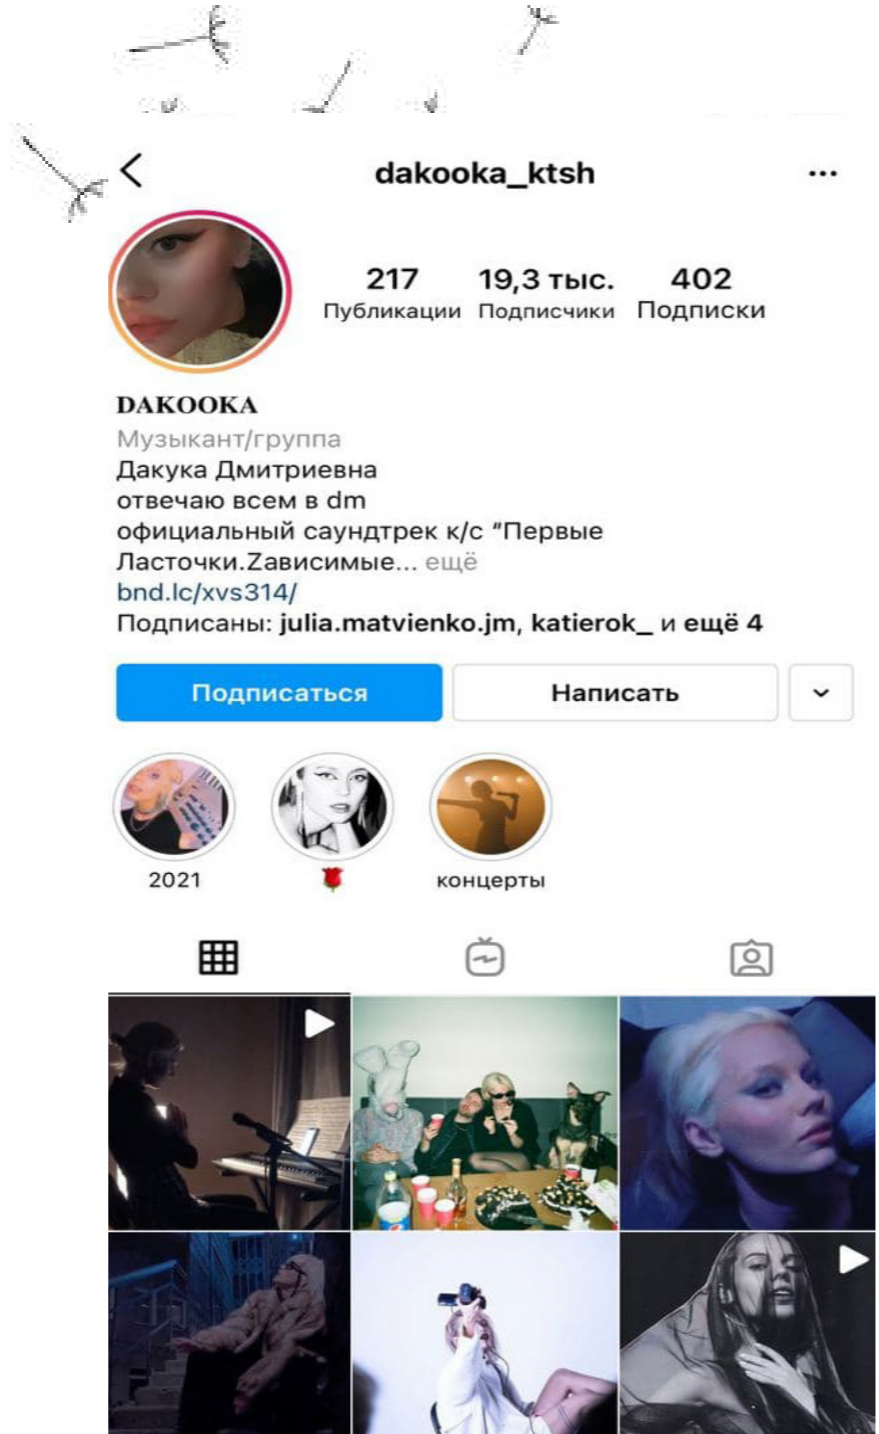 dakooka_ktsh
217 19,3 тыс. 402
Публикации Подписчики Подписки
DAKOOKA
Музыкант/группа
Дакука Дмитриевна
отвечаю всем в dm
официальный саундтрек к/с "Первые
Ласточки.Zависимые... ещё
bnd.lc/xvs314/
Подписаны: julia.matvienko.jm, katierok_ и ещё 4
Подписаться Написать
2021 концерты